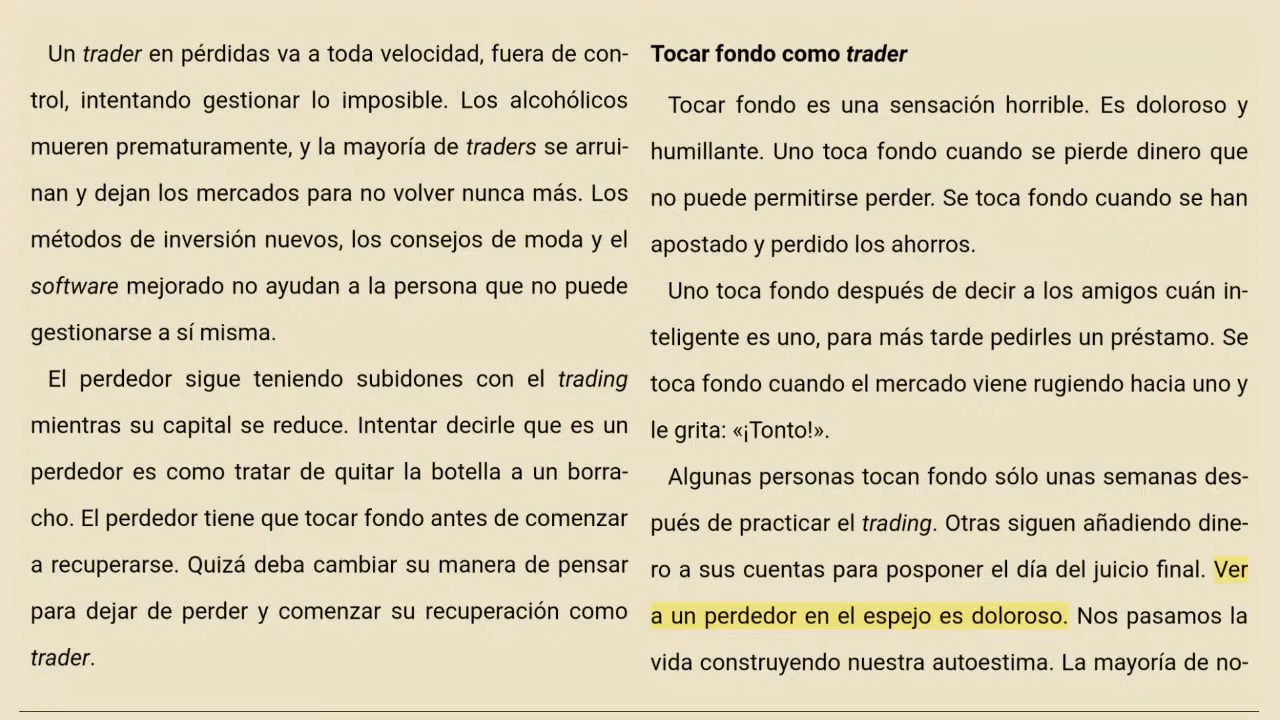 Un trader en pérdidas va a toda velocidad, fuera de con-
trol, intentando gestionar lo imposible. Los alcohólicos
mueren prematuramente, y la mayoría de traders se arrui-
nan y dejan los mercados para no volver nunca más. Los
métodos de inversión nuevos, los consejos de moda y el
software mejorado no ayudan a la persona que no puede
gestionarse a sí misma.
El perdedor sigue teniendo subidones con el trading
mientras su capital se reduce. Intentar decirle que es un
perdedor es como tratar de quitar la botella a un borra-
cho. El perdedor tiene que tocar fondo antes de comenzar
a recuperarse. Quizá deba cambiar su manera de pensar
para dejar de perder y comenzar su recuperación como
trader.
Tocar fondo como trader
Tocar fondo es una sensación horrible. Es doloroso y
humillante. Uno toca fondo cuando se pierde dinero que
no puede permitirse perder. Se toca fondo cuando se han
apostado y perdido los ahorros.
Uno toca fondo después de decir a los amigos cuán in-
teligente es uno, para más tarde pedirles un préstamo. Se
toca fondo cuando el mercado viene rugiendo hacia uno y
le grita: «¡Tonto!».
Algunas personas tocan fondo sólo unas semanas des-
pués de practicar el trading. Otras siguen añadiendo dine-
ro a sus cuentas para posponer el día del juicio final. Ver
a un perdedor en el espejo es doloroso. Nos pasamos la
vida construyendo nuestra autoestima. La mayoría de no-